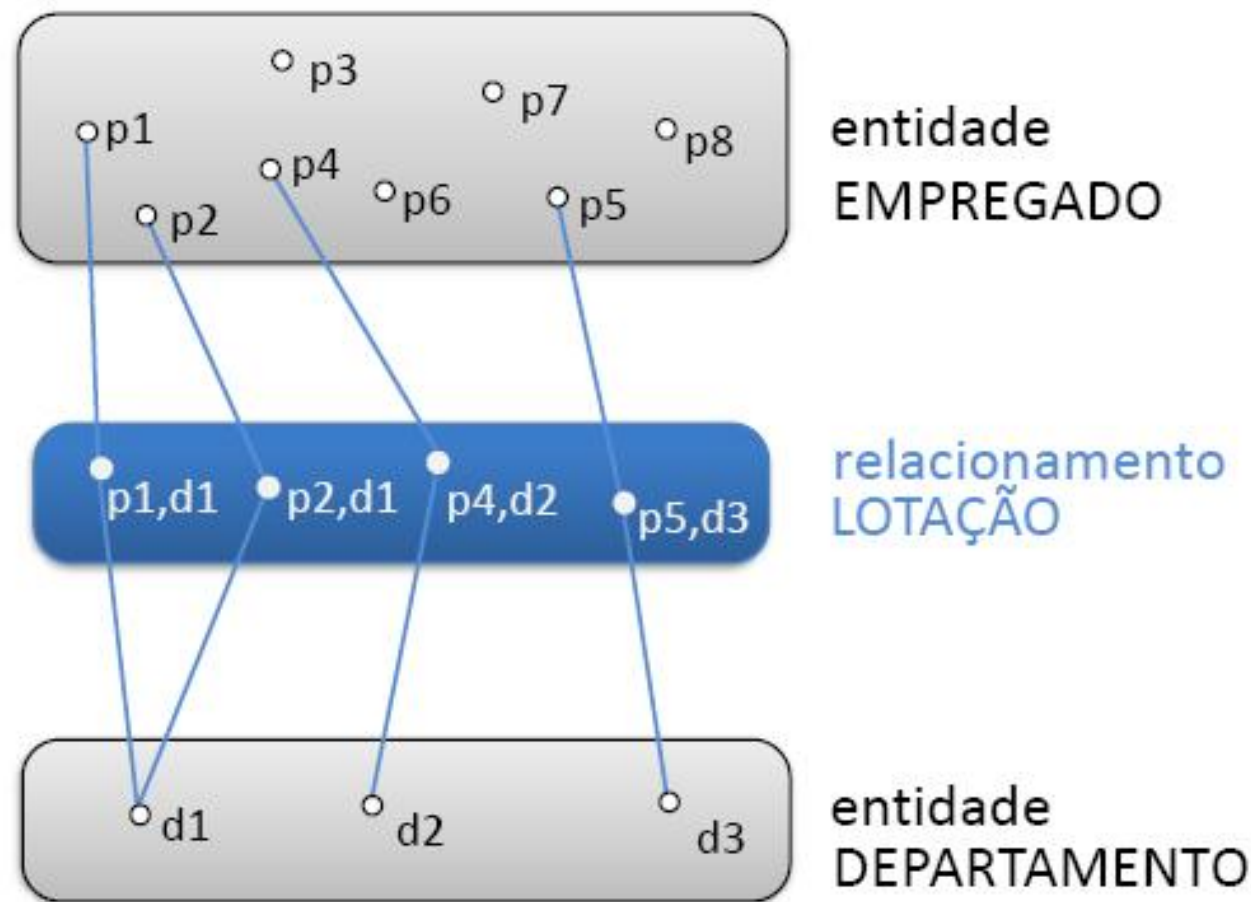 p3
p7
p1
p8
p4
p6
p5
p2
entidade
EMPREGADO
p1,d1
p2,d1
p4,d2
p5,d3
relacionamento
LOTAÇÃO
d1
d2
d3
entidade
DEPARTAMENTO